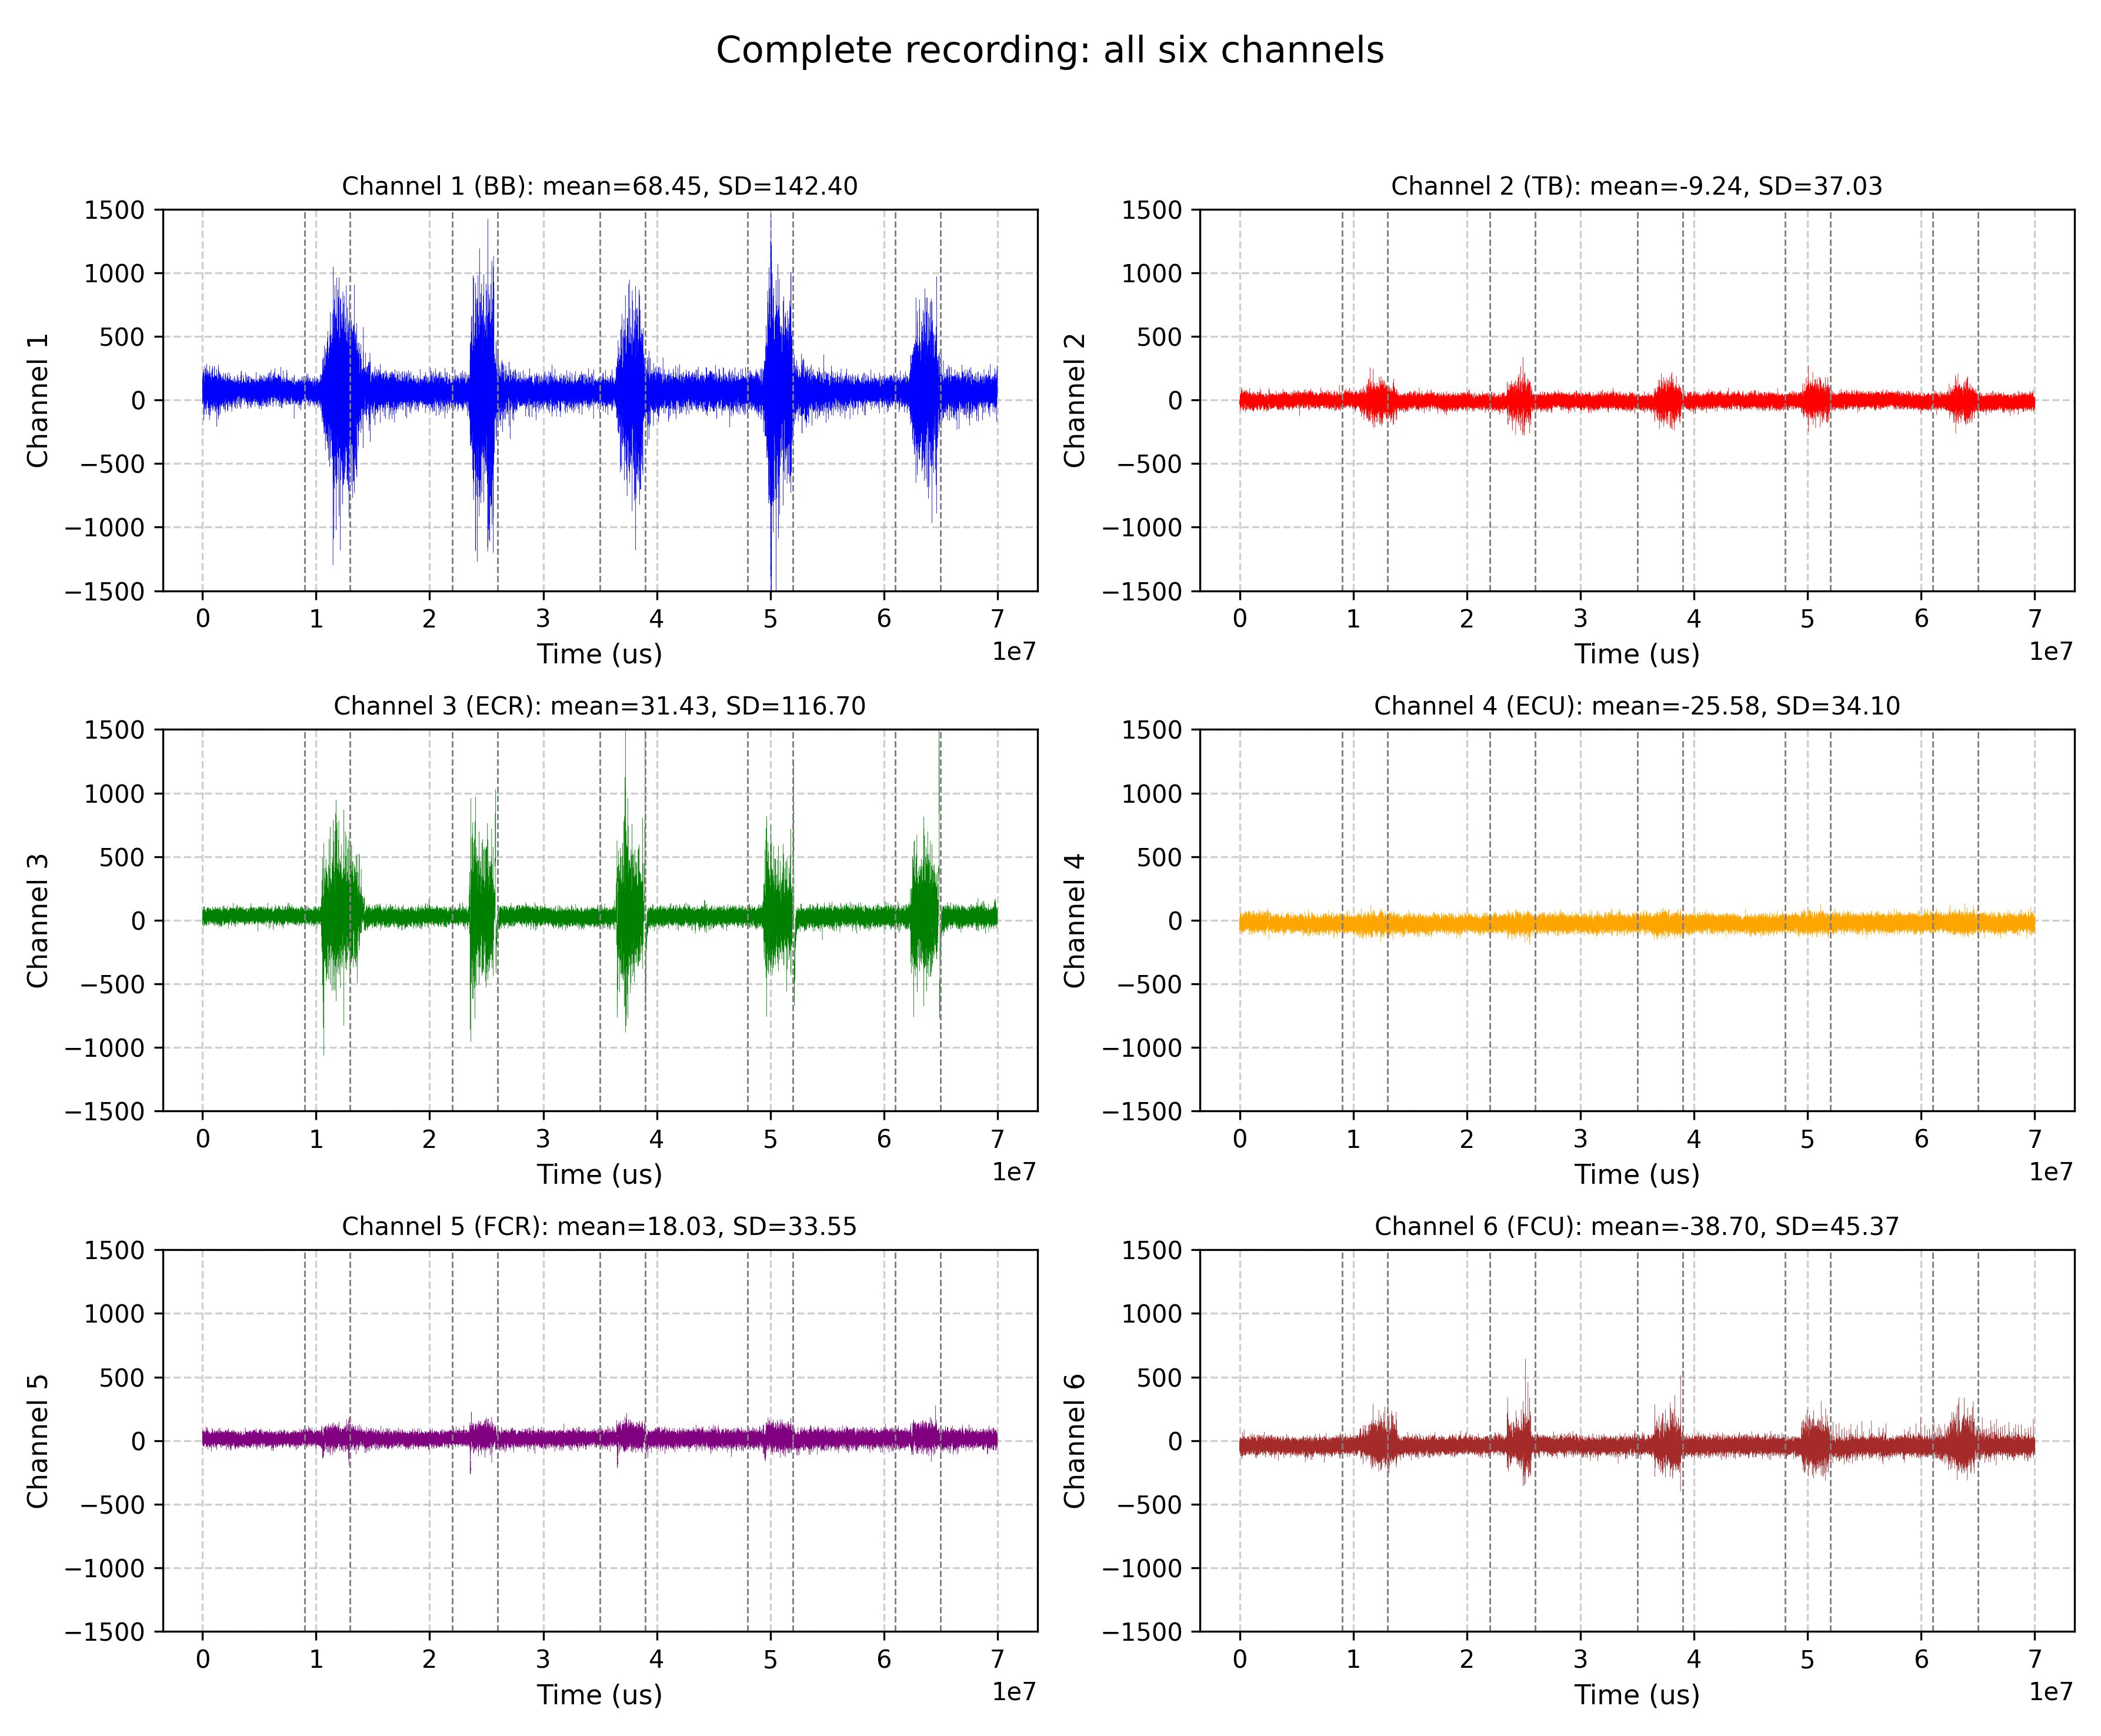 Complete recording: all six channels
Channel 1 (BB): mean=68.45, SD=142.40
1500
1000
500
0
−500
−1000
−1500
Channel 1
0 1 2 3 4 5 6 7
1e7
Time (us)
Channel 2 (TB): mean=-9.24, SD=37.03
1500
1000
500
0
−500
−1000
−1500
Channel 2
0 1 2 3 4 5 6 7
1e7
Time (us)
Channel 3 (ECR): mean=31.43, SD=116.70
1500
1000
500
0
−500
−1000
−1500
Channel 3
0 1 2 3 4 5 6 7
1e7
Time (us)
Channel 4 (ECU): mean=-25.58, SD=34.10
1500
1000
500
0
−500
−1000
−1500
Channel 4
0 1 2 3 4 5 6 7
1e7
Time (us)
Channel 5 (FCR): mean=18.03, SD=33.55
1500
1000
500
0
−500
−1000
−1500
Channel 5
0 1 2 3 4 5 6 7
1e7
Time (us)
Channel 6 (FCU): mean=-38.70, SD=45.37
1500
1000
500
0
−500
−1000
−1500
Channel 6
0 1 2 3 4 5 6 7
1e7
Time (us)